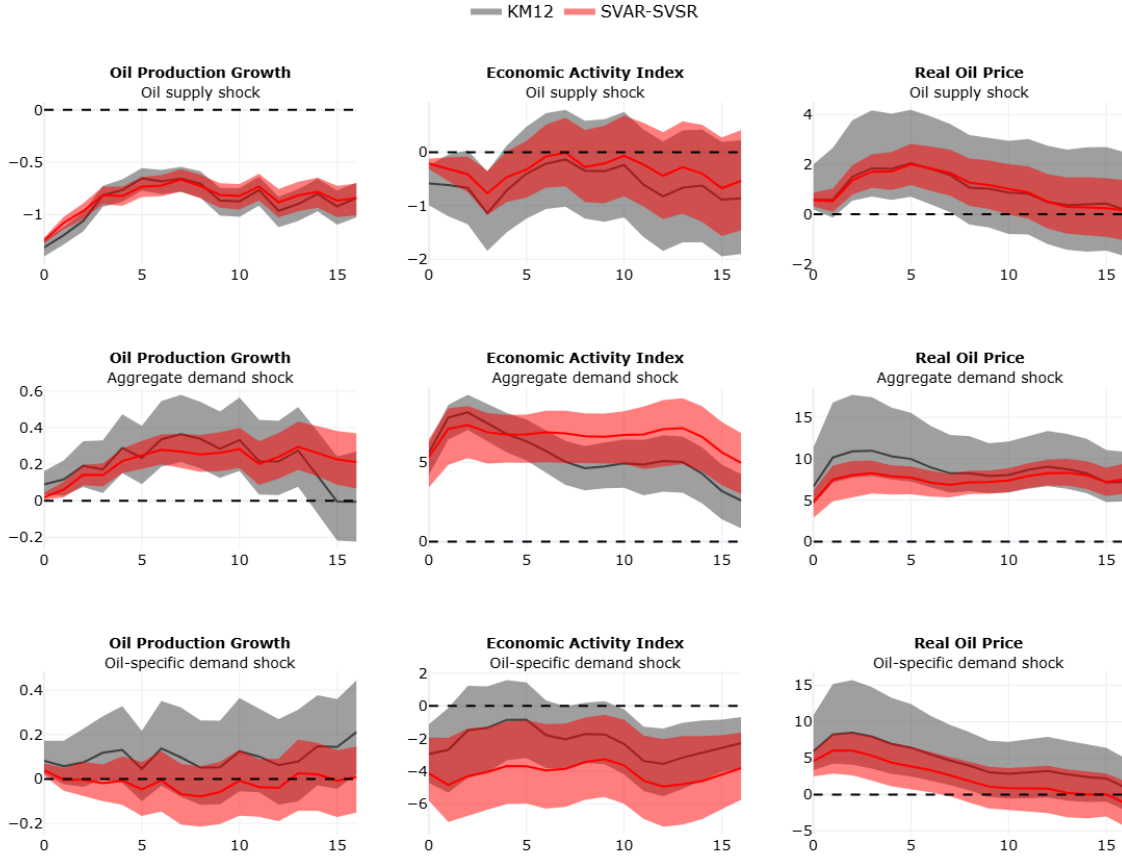 KM12 SVAR-SVSR
Oil Production Growth
Oil supply shock
0
−0.5
−1
0 5 10 15
Economic Activity Index
Oil supply shock
0
−1
−2
0 5 10 15
Real Oil Price
Oil supply shock
4
2
0
−2
0 5 10 15
Oil Production Growth
Aggregate demand shock
0.6
0.4
0.2
0
−0.2
0 5 10 15
Economic Activity Index
Aggregate demand shock
5
0
0 5 10 15
Real Oil Price
Aggregate demand shock
15
10
5
0
0 5 10 15
Oil Production Growth
Oil-specific demand shock
0.4
0.2
0
−0.2
0 5 10 15
Economic Activity Index
Oil-specific demand shock
2
0
−2
−4
−6
0 5 10 15
Real Oil Price
Oil-specific demand shock
15
10
5
0
−5
0 5 10 15